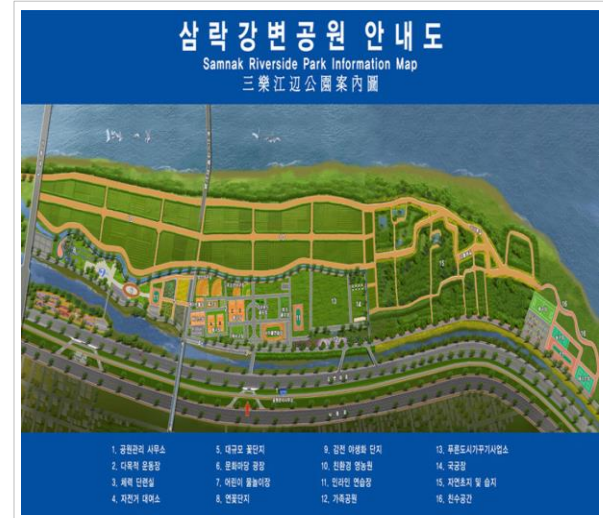 삼락강변공원 안내도
Samnak Riverside Park Information Map
三樂江辺公園案內圖
1, 공원관리 사무소
2, 다목적 운동장
3, 체력 단련실
4, 자전거 대여소
5, 대규모 꽃단지
6, 문화마당 광장
7, 어린이 물놀이장
8, 연꽃단지
9, 감전 야생화 단지
10, 친환경 영농원
11, 인라인 연습장
12, 가족공원
13, 푸른도시가꾸기사업소
14, 국궁장
15, 자연초지 및 습지
16, 친수공간